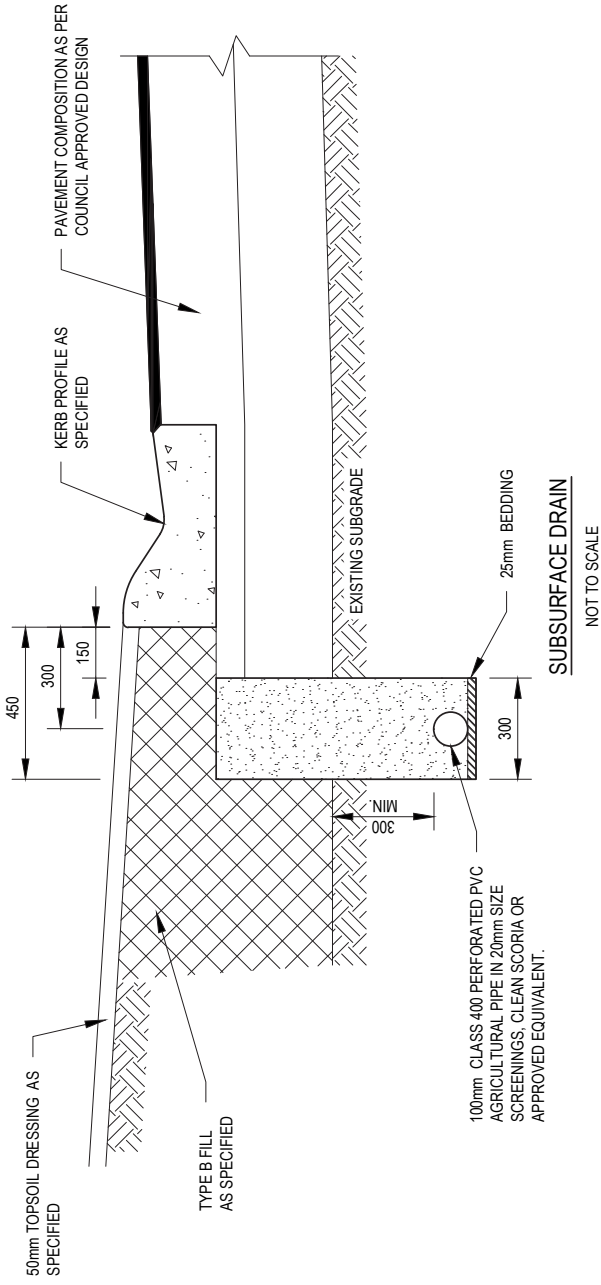 50mm TOPSOIL DRESSING AS
SPECIFIED
TYPE B FILL
AS SPECIFIED
450
300
150
KERB PROFILE AS
SPECIFIED
PAVEMENT COMPOSITION AS PER
COUNCIL APPROVED DESIGN
EXISTING SUBGRADE
300
MIN.
100mm CLASS 400 PERFORATED PVC
AGRICULTURAL PIPE IN 20mm SIZE
SCREENINGS, CLEAN SCORIA OR
APPROVED EQUIVALENT.
300
25mm BEDDING
SUBSURFACE DRAIN
NOT TO SCALE